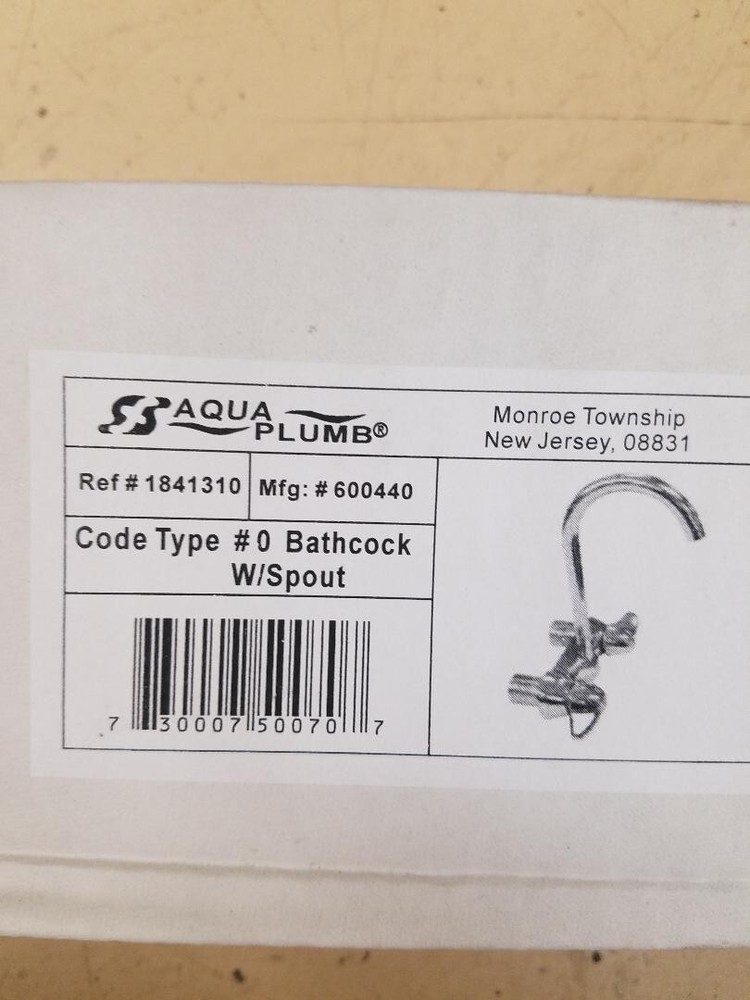 AQUA
PLUMB®
Monroe Township
New Jersey, 08831
Ref # 1841310
Mfg: # 600440
Code Type #0 Bathcock
W/Spout
7 30007 50070 7